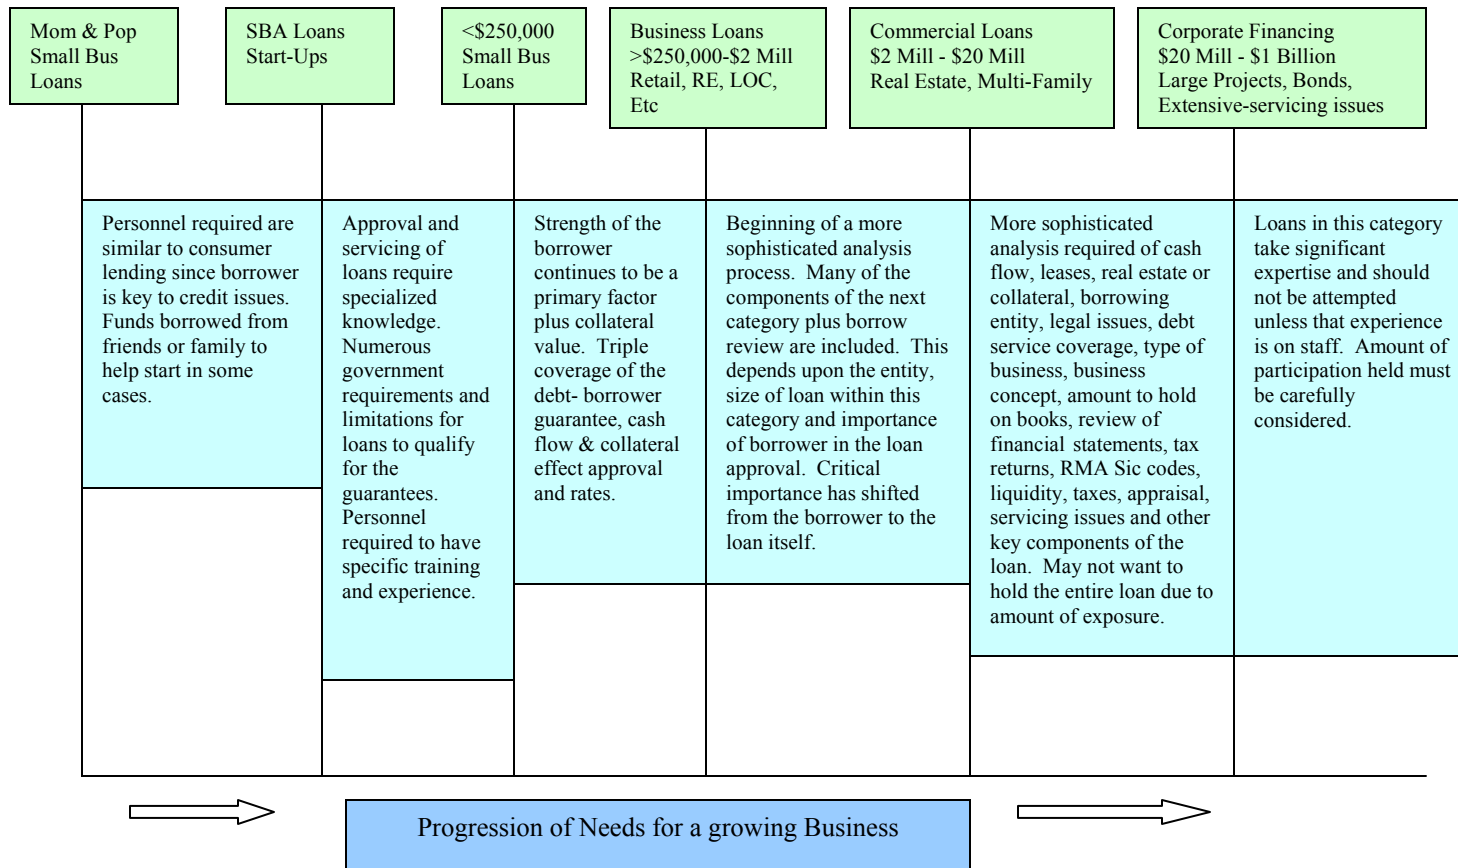 Mom & Pop
Small Bus
Loans
SBA Loans
Start-Ups
<$250,000
Small Bus
Loans
Business Loans
>$250,000-$2 Mill
Retail, RE, LOC,
Etc
Commercial Loans
$2 Mill - $20 Mill
Real Estate, Multi-Family
Corporate Financing
$20 Mill - $1 Billion
Large Projects, Bonds,
Extensive-servicing issues
Personnel required are
similar to consumer
lending since borrower
is key to credit issues.
Funds borrowed from
friends or family to
help start in some
cases.
Approval and
servicing of
loans require
specialized
knowledge.
Numerous
government
requirements and
limitations for
loans to qualify
for the
guarantees.
Personnel
required to have
specific training
and experience.
Strength of the
borrower
continues to be a
primary factor
plus collateral
value.  Triple
coverage of the
debt- borrower
guarantee, cash
flow & collateral
effect approval
and rates.
Beginning of a more
sophisticated analysis
process.  Many of the
components of the next
category plus borrow
review are included.  This
depends upon the entity,
size of loan within this
category and importance
of borrower in the loan
approval.  Critical
importance has shifted
from the borrower to the
loan itself.
More sophisticated
analysis required of cash
flow, leases, real estate or
collateral, borrowing
entity, legal issues, debt
service coverage, type of
business, business
concept, amount to hold
on books, review of
financial statements, tax
returns, RMA Sic codes,
liquidity, taxes, appraisal,
servicing issues and other
key components of the
loan.  May not want to
hold the entire loan due to
amount of exposure.
Loans in this category
take significant
expertise and should
not be attempted
unless that experience
is on staff.  Amount of
participation held must
be carefully
considered.
Progression of Needs for a growing Business